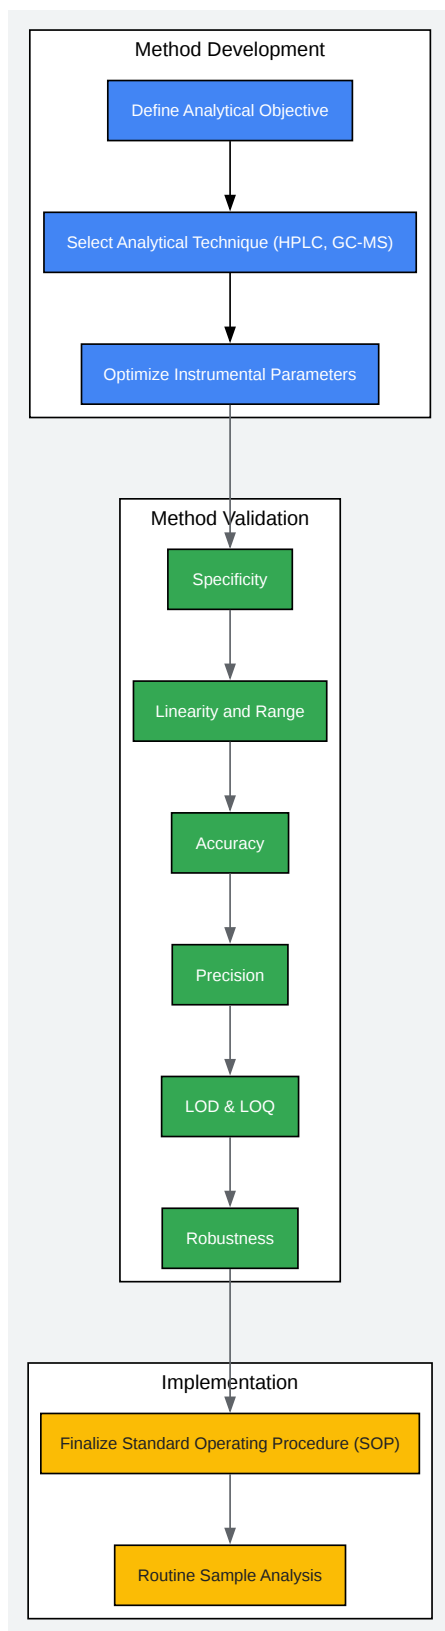 Method Development
Define Analytical Objective
Select Analytical Technique (HPLC, GC-MS)
Optimize Instrumental Parameters
Method Validation
Specificity
Linearity and Range
Accuracy
Precision
LOD & LOQ
Robustness
Implementation
Finalize Standard Operating Procedure (SOP)
Routine Sample Analysis